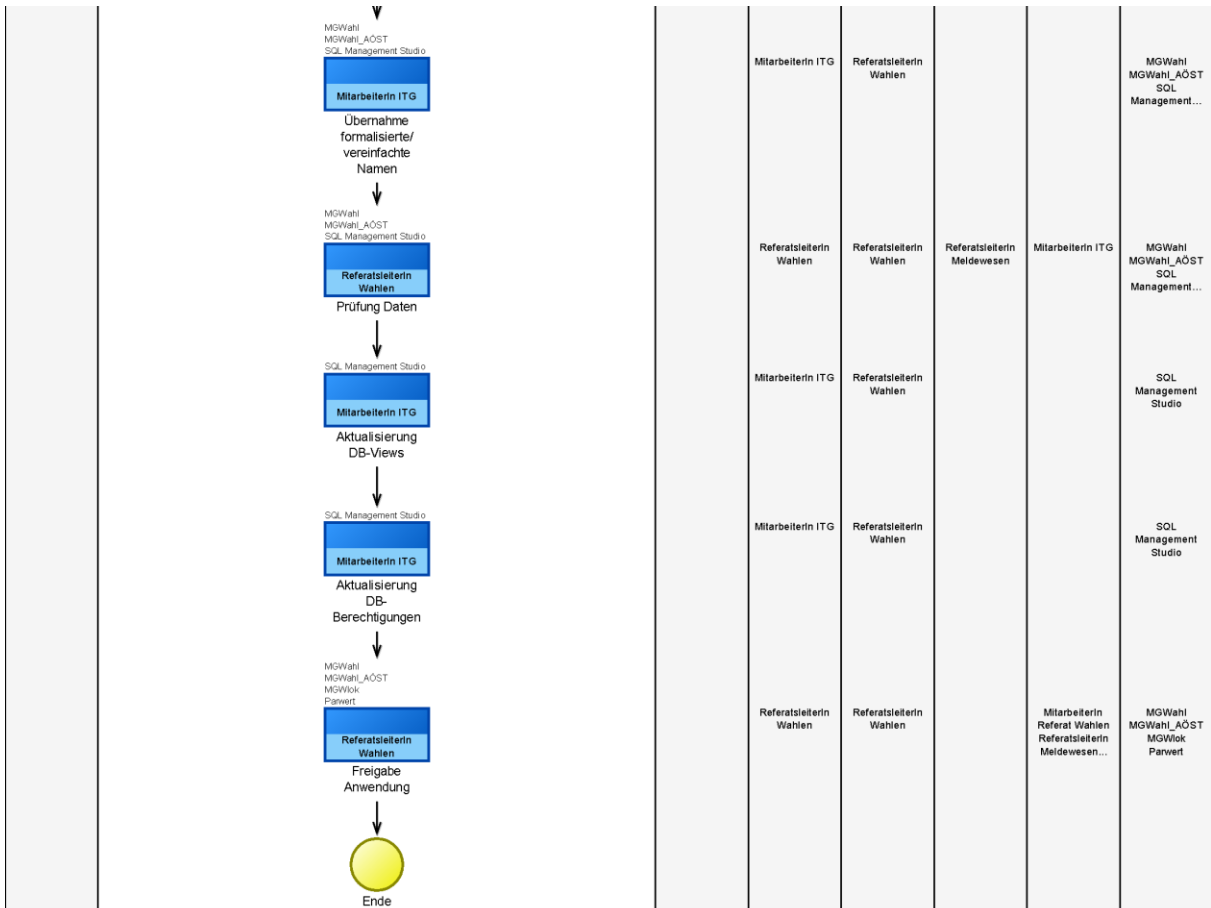 MGWahl
MGWahl_AÖST
SQL Management Studio
MitarbeiterIn ITG
Übernahme
formalisierte/
vereinfachte
Namen
MitarbeiterIn ITG
ReferatsleiterIn
Wahlen
MGWahl
MGWahl_AÖST
SQL
Management...
MGWahl
MGWahl_AÖST
SQL Management Studio
ReferatsleiterIn
Wahlen
Prüfung Daten
ReferatsleiterIn
Wahlen
ReferatsleiterIn
Wahlen
ReferatsleiterIn
Meldewesen
MitarbeiterIn ITG
MGWahl
MGWahl_AÖST
SQL
Management...
SQL Management Studio
MitarbeiterIn ITG
Aktualisierung
DB-Views
MitarbeiterIn ITG
ReferatsleiterIn
Wahlen
SQL
Management
Studio
SQL Management Studio
MitarbeiterIn ITG
Aktualisierung
DB-
Berechtigungen
MitarbeiterIn ITG
ReferatsleiterIn
Wahlen
SQL
Management
Studio
MGWahl
MGWahl_AÖST
MGWlok
Parwert
ReferatsleiterIn
Wahlen
Freigabe
Anwendung
ReferatsleiterIn
Wahlen
ReferatsleiterIn
Wahlen
MitarbeiterIn
Referat Wahlen
ReferatsleiterIn
Meldewesen...
MGWahl
MGWahl_AÖST
MGWlok
Parwert
Ende